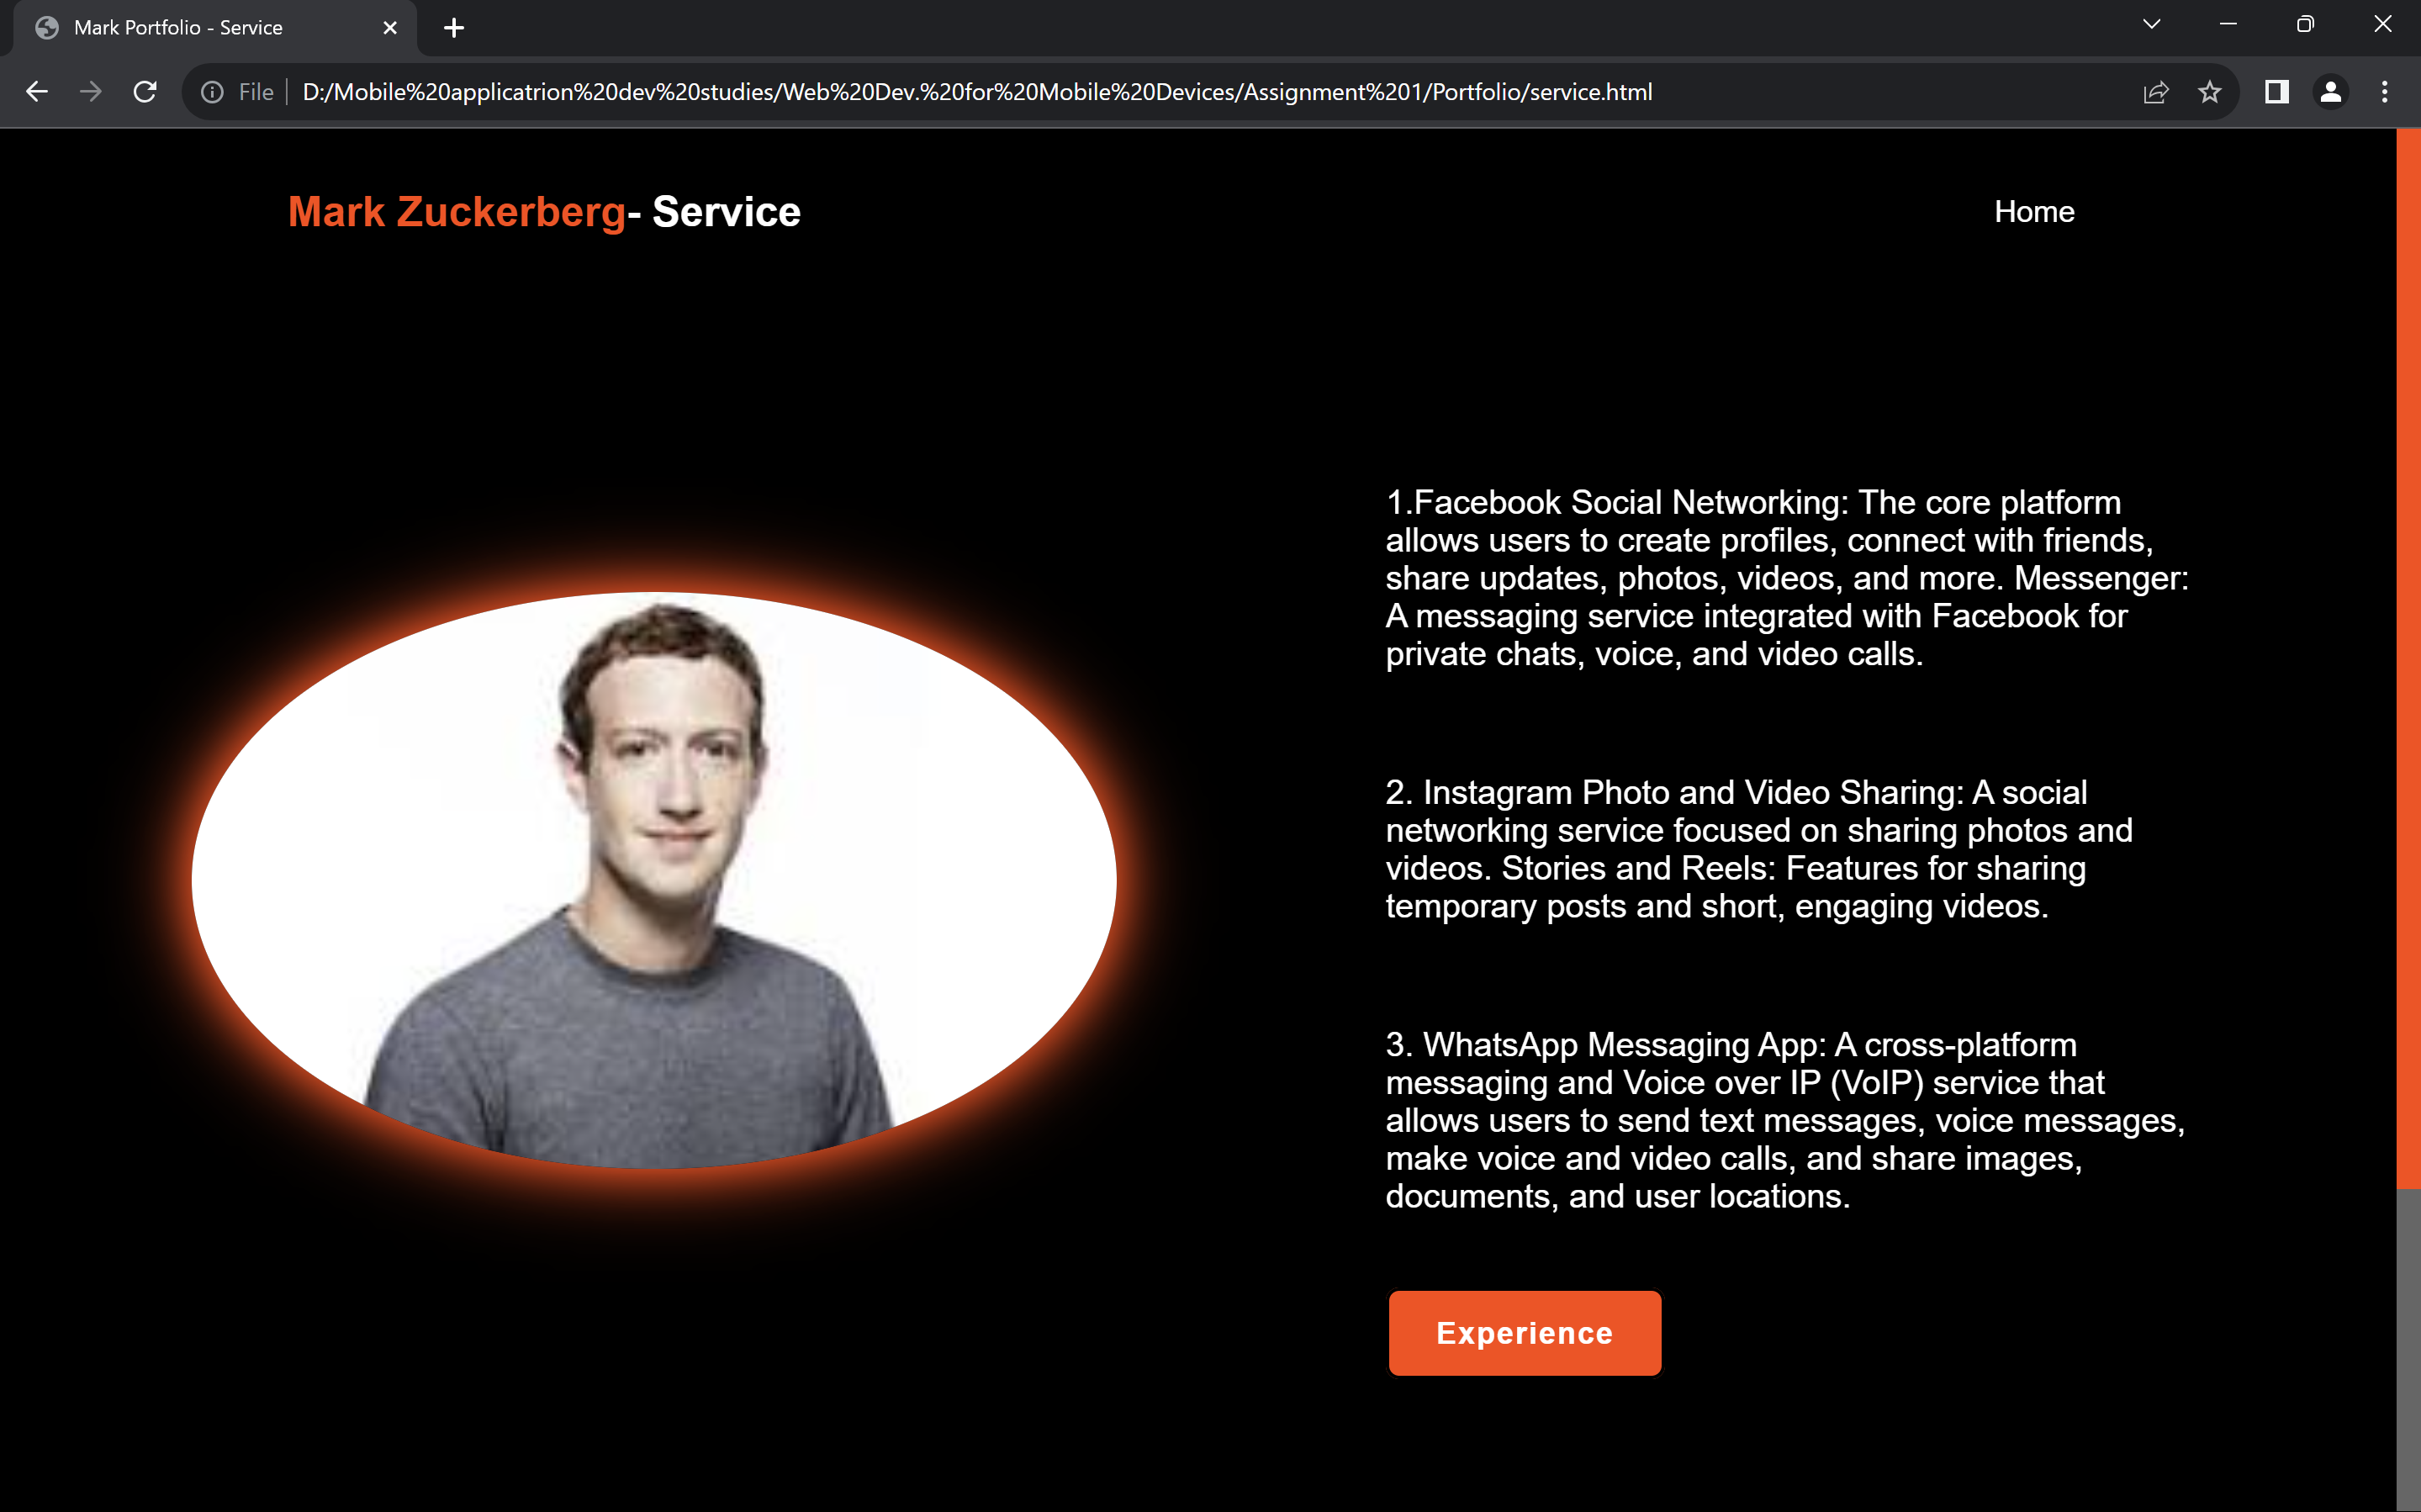 Mark Portfolio - Service
File
D:/Mobile%20applicatrion%20dev%20studies/Web%20Dev.%20for%20Mobile%20Devices/Assignment%201/Portfolio/service.html
Mark Zuckerberg- Service
Home
1.Facebook Social Networking: The core platform
allows users to create profiles, connect with friends,
share updates, photos, videos, and more. Messenger:
A messaging service integrated with Facebook for
private chats, voice, and video calls.
2. Instagram Photo and Video Sharing: A social
networking service focused on sharing photos and
videos. Stories and Reels: Features for sharing
temporary posts and short, engaging videos.
3. WhatsApp Messaging App: A cross-platform
messaging and Voice over IP (VoIP) service that
allows users to send text messages, voice messages,
make voice and video calls, and share images,
documents, and user locations.
Experience